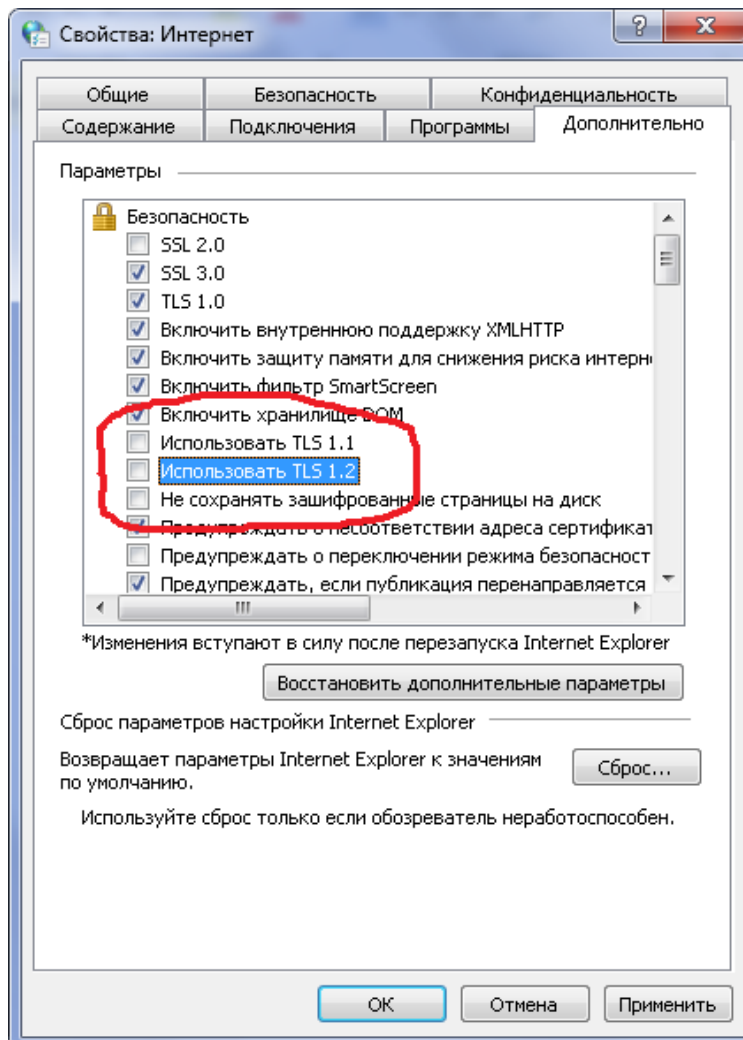 Свойства: Интернет
Общие
Безопасность
Конфиденциальность
Содержание
Подключения
Программы
Дополнительно
Параметры
Безопасность
SSL 2.0
SSL 3.0
TLS 1.0
Включить внутреннюю поддержку XMLHTTP
Включить защиту памяти для снижения риска интерн
Включить фильтр SmartScreen
Включить хранилище DOM
Использовать TLS 1.1
Использовать TLS 1.2
Не сохранять зашифрованные страницы на диск
Предупреждать о несоответствии адреса сертификат
Предупреждать о переключении режима безопасност
Предупреждать, если публикация перенаправляется
*Изменения вступают в силу после перезапуска Internet Explorer
Восстановить дополнительные параметры
Сброс параметров настройки Internet Explorer
Возвращает параметры Internet Explorer к значениям
по умолчанию.
Сброс...
Используйте сброс только если обозреватель неработоспособен.
ОК
Отмена
Применить